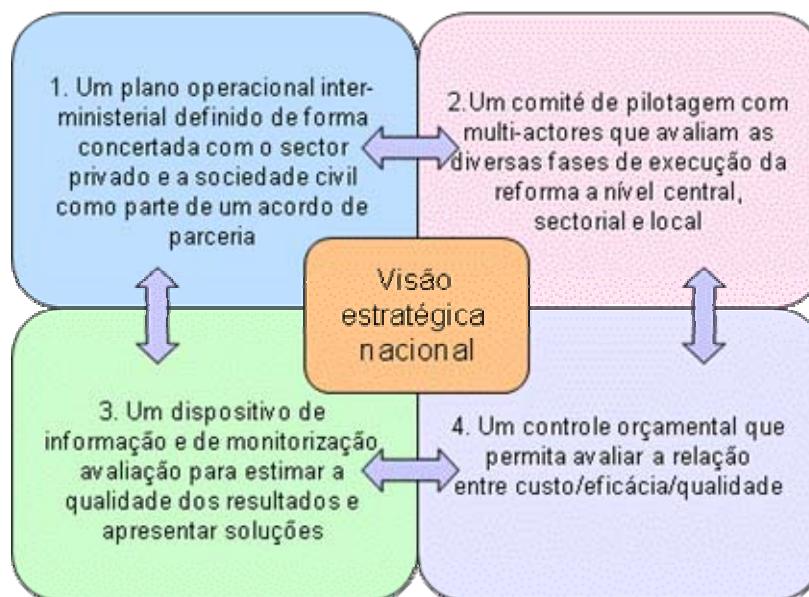 1. Um plano operacional inter-
ministerial definido de forma
concertada com o sector
privado e a sociedade civil
como parte de um acordo de
parceria
2.Um comité de pilotagem com
multi-actores que avaliam as
diversas fases de execução da
reforma a nível central,
sectorial e local
Visão
estratégica
nacional
3. Um dispositivo de
informação e de monitorização
avaliação para estimar a
qualidade dos resultados e
apresentar soluções
4. Um controle orçamental que
permita avaliar a relação
entre custo/eficácia/qualidade